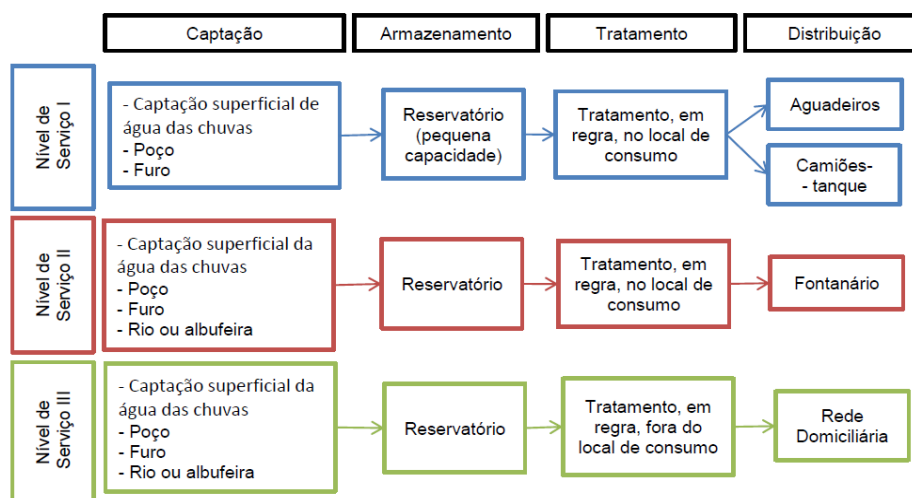 Captação
Armazenamento
Tratamento
Distribuição
Nível de
Serviço I
- Captação superficial de
água das chuvas
- Poço
- Furo
Reservatório
(pequena
capacidade)
Tratamento, em
regra, no local de
consumo
Aguadeiros
Camiões-
- tanque
Nível de
Serviço II
- Captação superficial da
água das chuvas
- Poço
- Furo
- Rio ou albufeira
Reservatório
Tratamento, em
regra, no local de
consumo
Fontanário
Nível de
Serviço III
- Captação superficial da
água das chuvas
- Poço
- Furo
- Rio ou albufeira
Reservatório
Tratamento, em
regra, fora do
local de consumo
Rede
Domiciliária